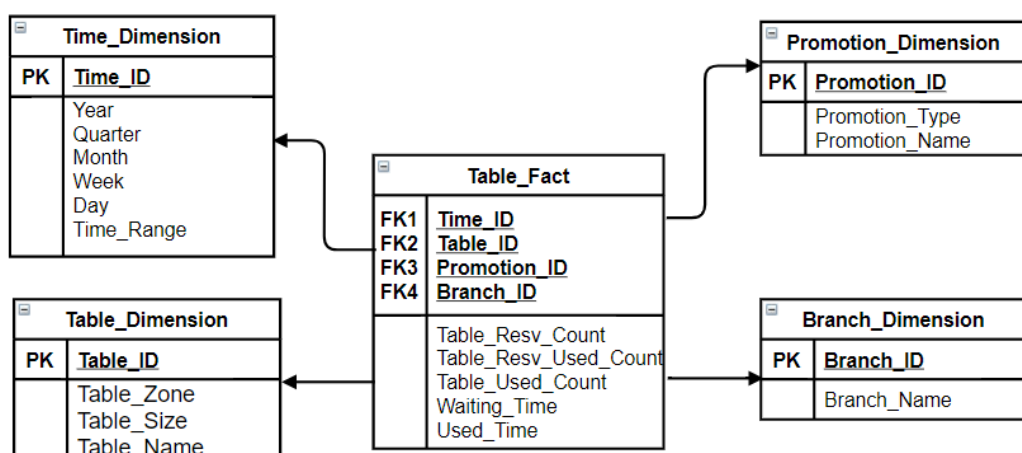 Time_Dimension
PK Time_ID
Year
Quarter
Month
Week
Day
Time_Range
Promotion_Dimension
PK Promotion_ID
Promotion_Type
Promotion_Name
Table_Fact
FK1 Time_ID
FK2 Table_ID
FK3 Promotion_ID
FK4 Branch_ID
Table_Resv_Count
Table_Resv_Used_Count
Table_Used_Count
Waiting_Time
Used_Time
Table_Dimension
PK Table_ID
Table_Zone
Table_Size
Table_Name
Branch_Dimension
PK Branch_ID
Branch_Name